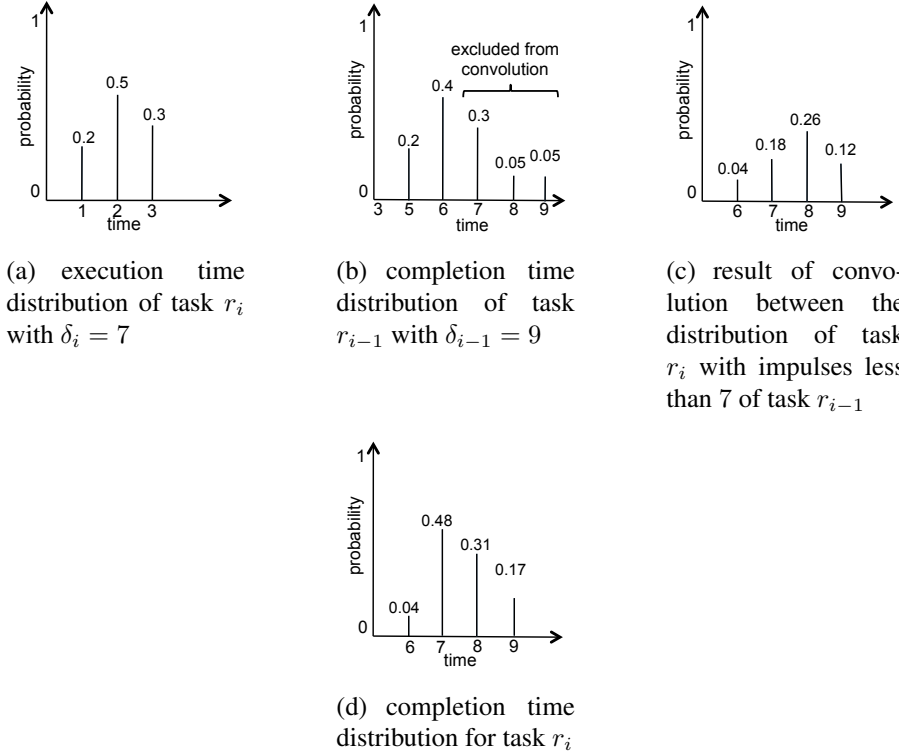 1
probability
0.5
0.3
0.2
0
1 2 3
time
(a) execution time
distribution of task r_i
with δ_i = 7
1
probability
excluded from
convolution
0.4
0.3
0.2
0.05 0.05
0
3 5 6 7 8 9
time
(b) completion time
distribution of task
r_{i−1} with δ_{i−1} = 9
1
probability
0.26
0.18
0.12
0.04
0
6 7 8 9
time
(c) result of convo-
lution between the
distribution of task
r_i with impulses less
than 7 of task r_{i−1}
1
probability
0.48
0.31
0.17
0.04
0
6 7 8 9
time
(d) completion time
distribution for task r_i